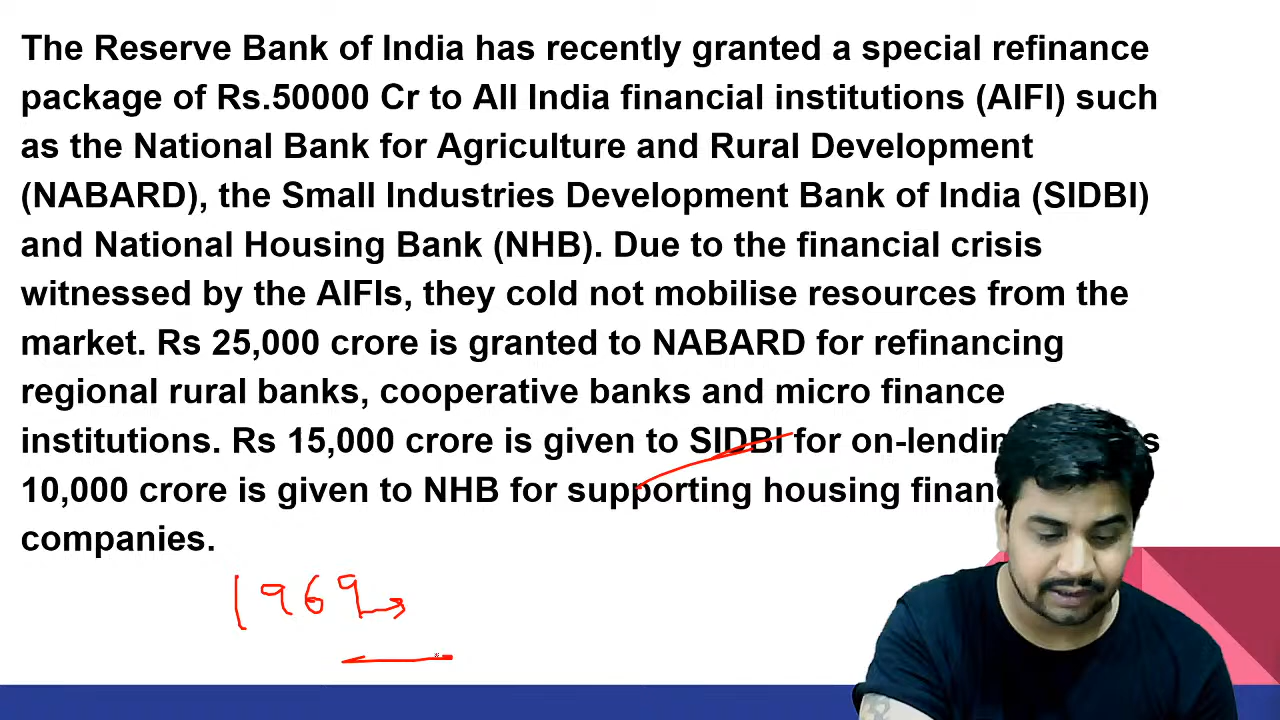 The Reserve Bank of India has recently granted a special refinance
package of Rs.50000 Cr to All India financial institutions (AIFI) such
as the National Bank for Agriculture and Rural Development
(NABARD), the Small Industries Development Bank of India (SIDBI)
and National Housing Bank (NHB). Due to the financial crisis
witnessed by the AIFIs, they cold not mobilise resources from the
market. Rs 25,000 crore is granted to NABARD for refinancing
regional rural banks, cooperative banks and micro finance
institutions. Rs 15,000 crore is given to SIDBI for
10,000 crore is given to NHB for supporting housing
companies.
1969